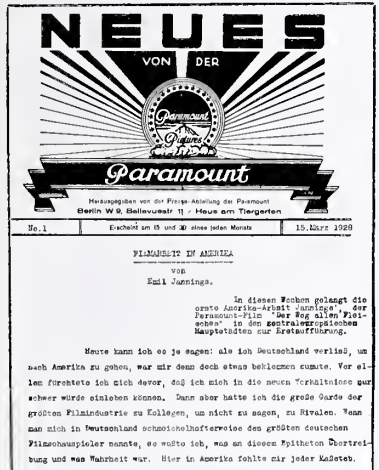 NEUES
VON DER
Paramount
Pictures
Paramount
Herausgegeben von der Presse-Abteilung der Paramount
Berlin W 9, Bellevuestr 11 / Haus am Tiergarten
No.1
Erscheint am 15 und 30 eines jeden Monats
15.März 1928
FILMARBEIT IN AMERIKA
von
Emil Jannings.
In diesen Wochen gelangt die
erste Amerika-Arbeit Jannings', der
Paramount-Film "Der Weg allen Flei-
sches" in den zentraleuropäischen
Hauptstädten zur Erstaufführung.
Heute kann ich es ja sagen: als ich Deutschland verließ, um
nach Amerika zu gehen, war mir denn doch etwas beklommen zumute. Vor al-
lem fürchtete ich mich davor, daß ich mich in die neuen Verhältnisse nur
schwer würde einleben können. Dann aber hatte ich die große Garde der
größten Filmindustrie zu Kollegen, um nicht zu sagen, zu Rivalen. Wenn
man mich in Deutschland schmeichelhafterweise den größten deutschen
Filmschauspieler nannte, so wußte ich, was an diesem Epitheton Übertrei-
bung und was Wahrheit war. Hier in Amerika fehlte mir jeder Maßstab.